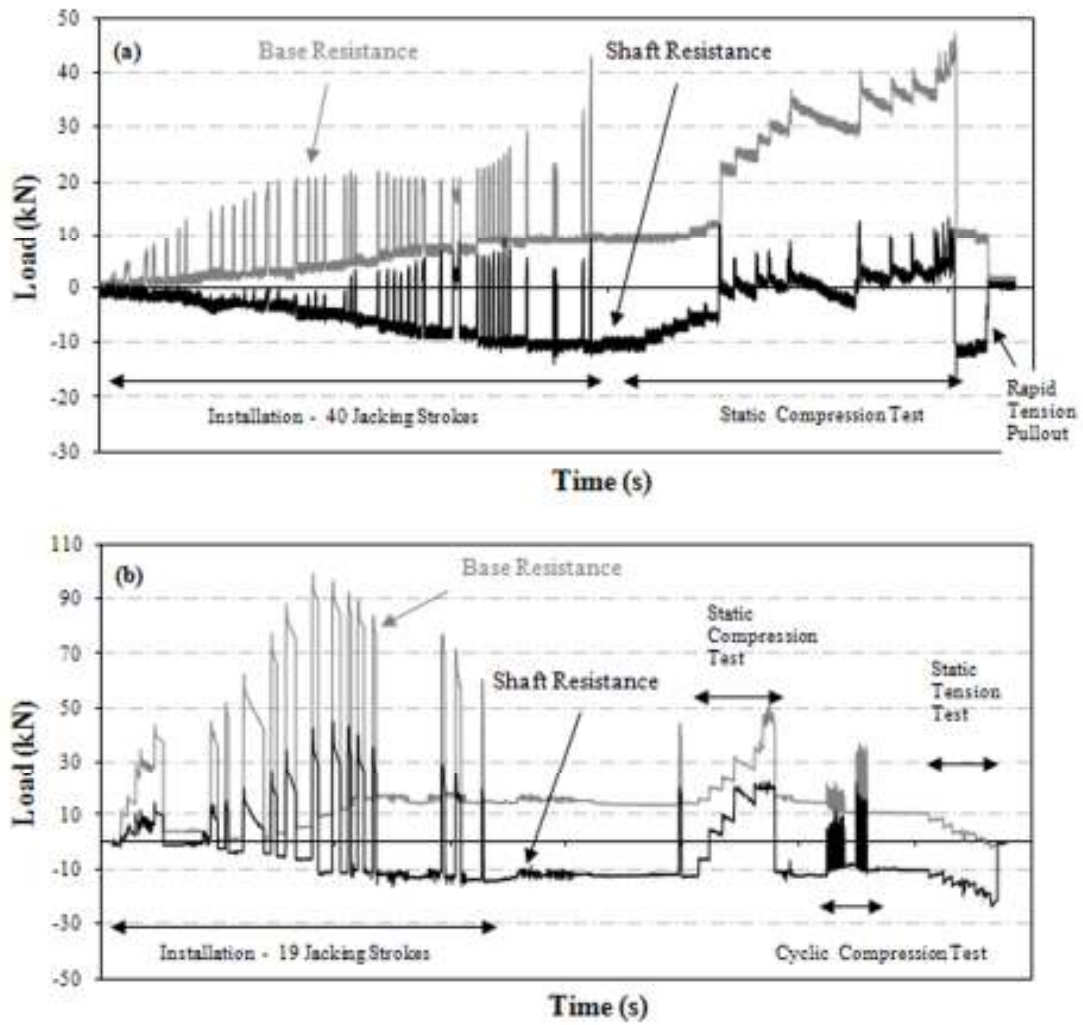 50
40
30
20
10
0
-10
-20
-30
Load (kN)
(a)
Base Resistance
Shaft Resistance
Installation - 40 Jacking Strokes
Static Compression Test
Rapid
Tension
Pullout
Time (s)
110
90
70
50
30
10
-10
-30
-50
Load (kN)
(b)
Base Resistance
Static
Compression
Test
Shaft Resistance
Static
Tension
Test
Installation - 19 Jacking Strokes
Cyclic Compression Test
Time (s)